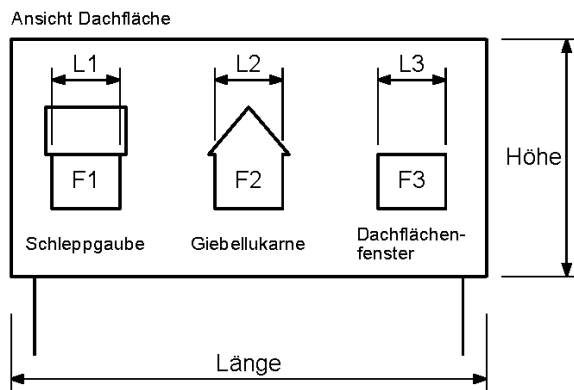 Ansicht Dachfläche
L1 L2 L3
F1 F2 F3
Höhe
Schleppgaube Giebellukarne Dachflächen-
fenster
Länge